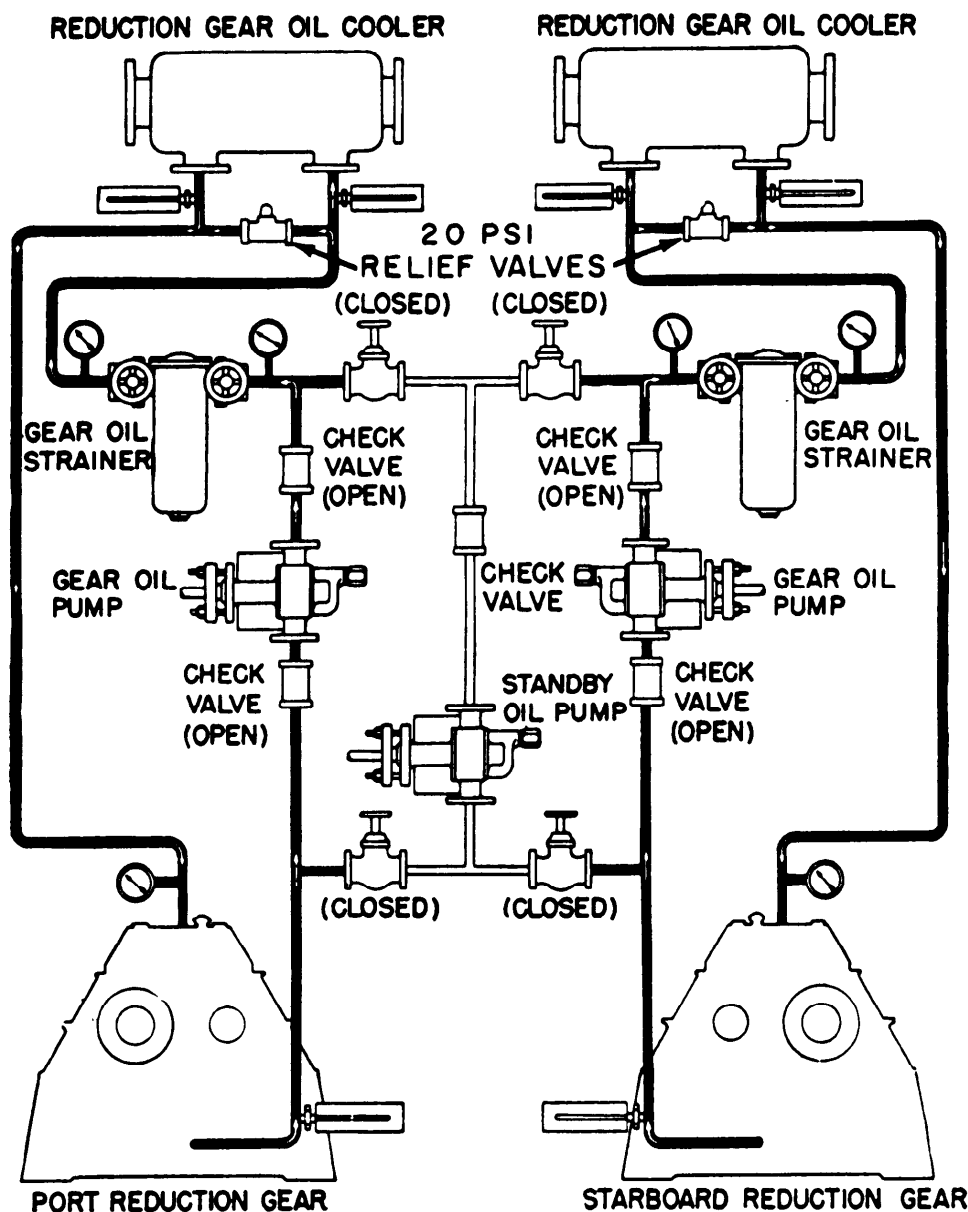 REDUCTION GEAR OIL COOLER
REDUCTION GEAR OIL COOLER
20 PSI
RELIEF VALVES
(CLOSED)
(CLOSED)
GEAR OIL
STRAINER
CHECK
VALVE
(OPEN)
CHECK
VALVE
(OPEN)
GEAR OIL
STRAINER
GEAR OIL
PUMP
CHECK
VALVE
GEAR OIL
PUMP
CHECK
VALVE
(OPEN)
STANDBY
OIL PUMP
CHECK
VALVE
(OPEN)
(CLOSED)
(CLOSED)
PORT REDUCTION GEAR
STARBOARD REDUCTION GEAR